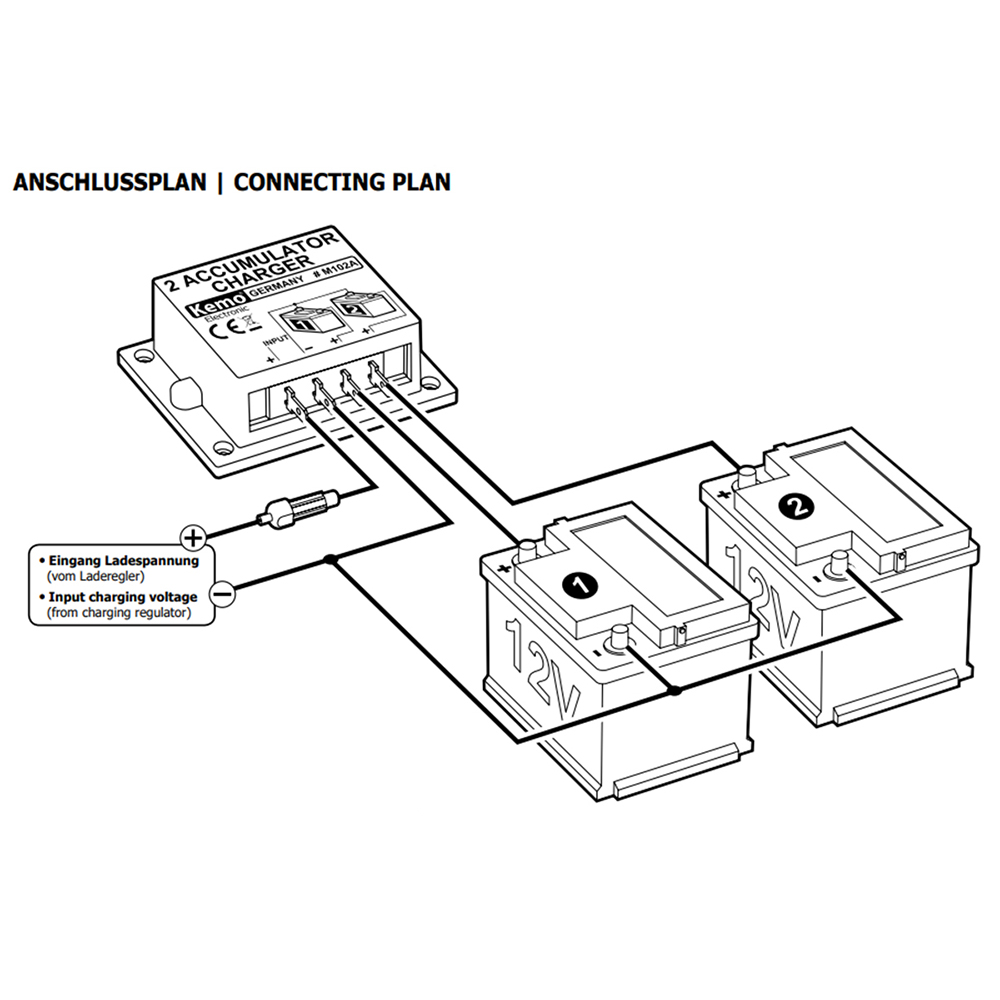 ANSCHLUSSPLAN | CONNECTING PLAN
2 ACCUMULATOR
CHARGER
Kemo GERMANY # M102A
Electronic
CE
1 2
INPUT
+ − + +
+
• Eingang Ladespannung
(vom Laderegler)
• Input charging voltage
(from charging regulator)
−
+ 1 -
12V
+ 2 -
12V